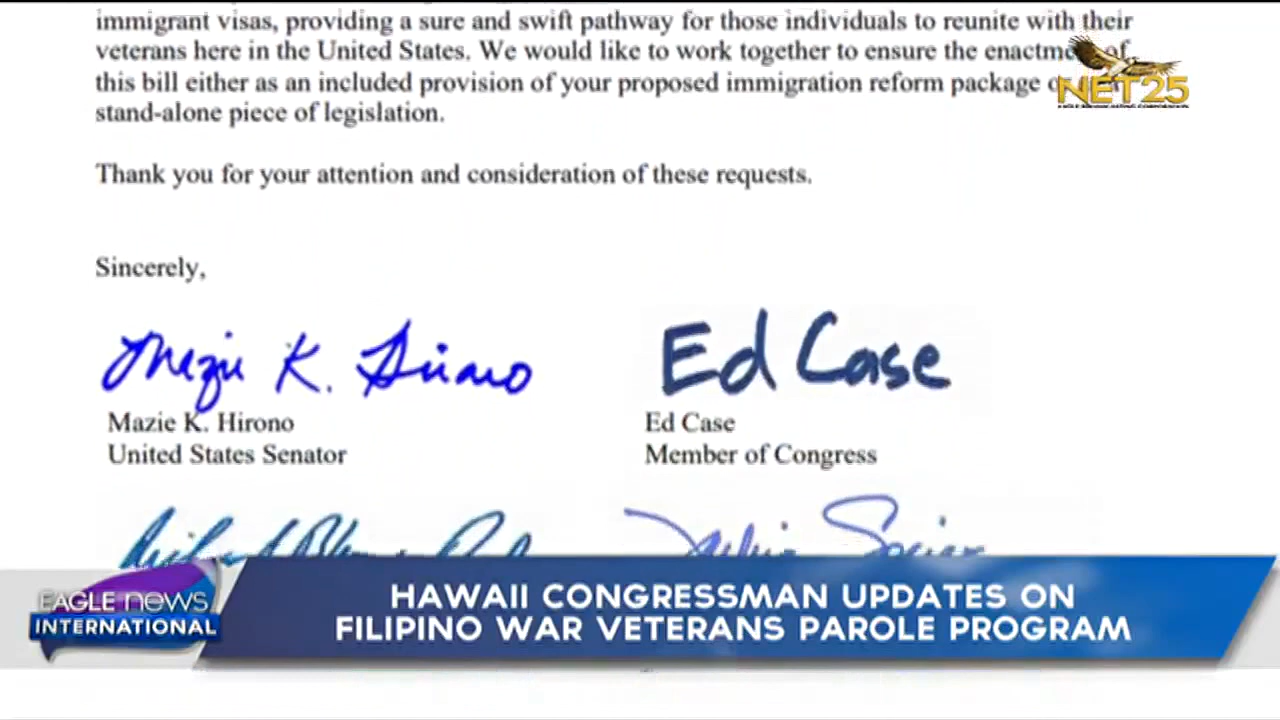 immigrant visas, providing a sure and swift pathway for those individuals to reunite with their
veterans here in the United States. We would like to work together to ensure the enactment of
this bill either as an included provision of your proposed immigration reform package
stand-alone piece of legislation.
NET25
Thank you for your attention and consideration of these requests.
Sincerely,
Mazie K. Hirono
Ed Case
Mazie K. Hirono
Ed Case
United States Senator
Member of Congress
EAGLE NEWS
INTERNATIONAL
HAWAII CONGRESSMAN UPDATES ON
FILIPINO WAR VETERANS PAROLE PROGRAM